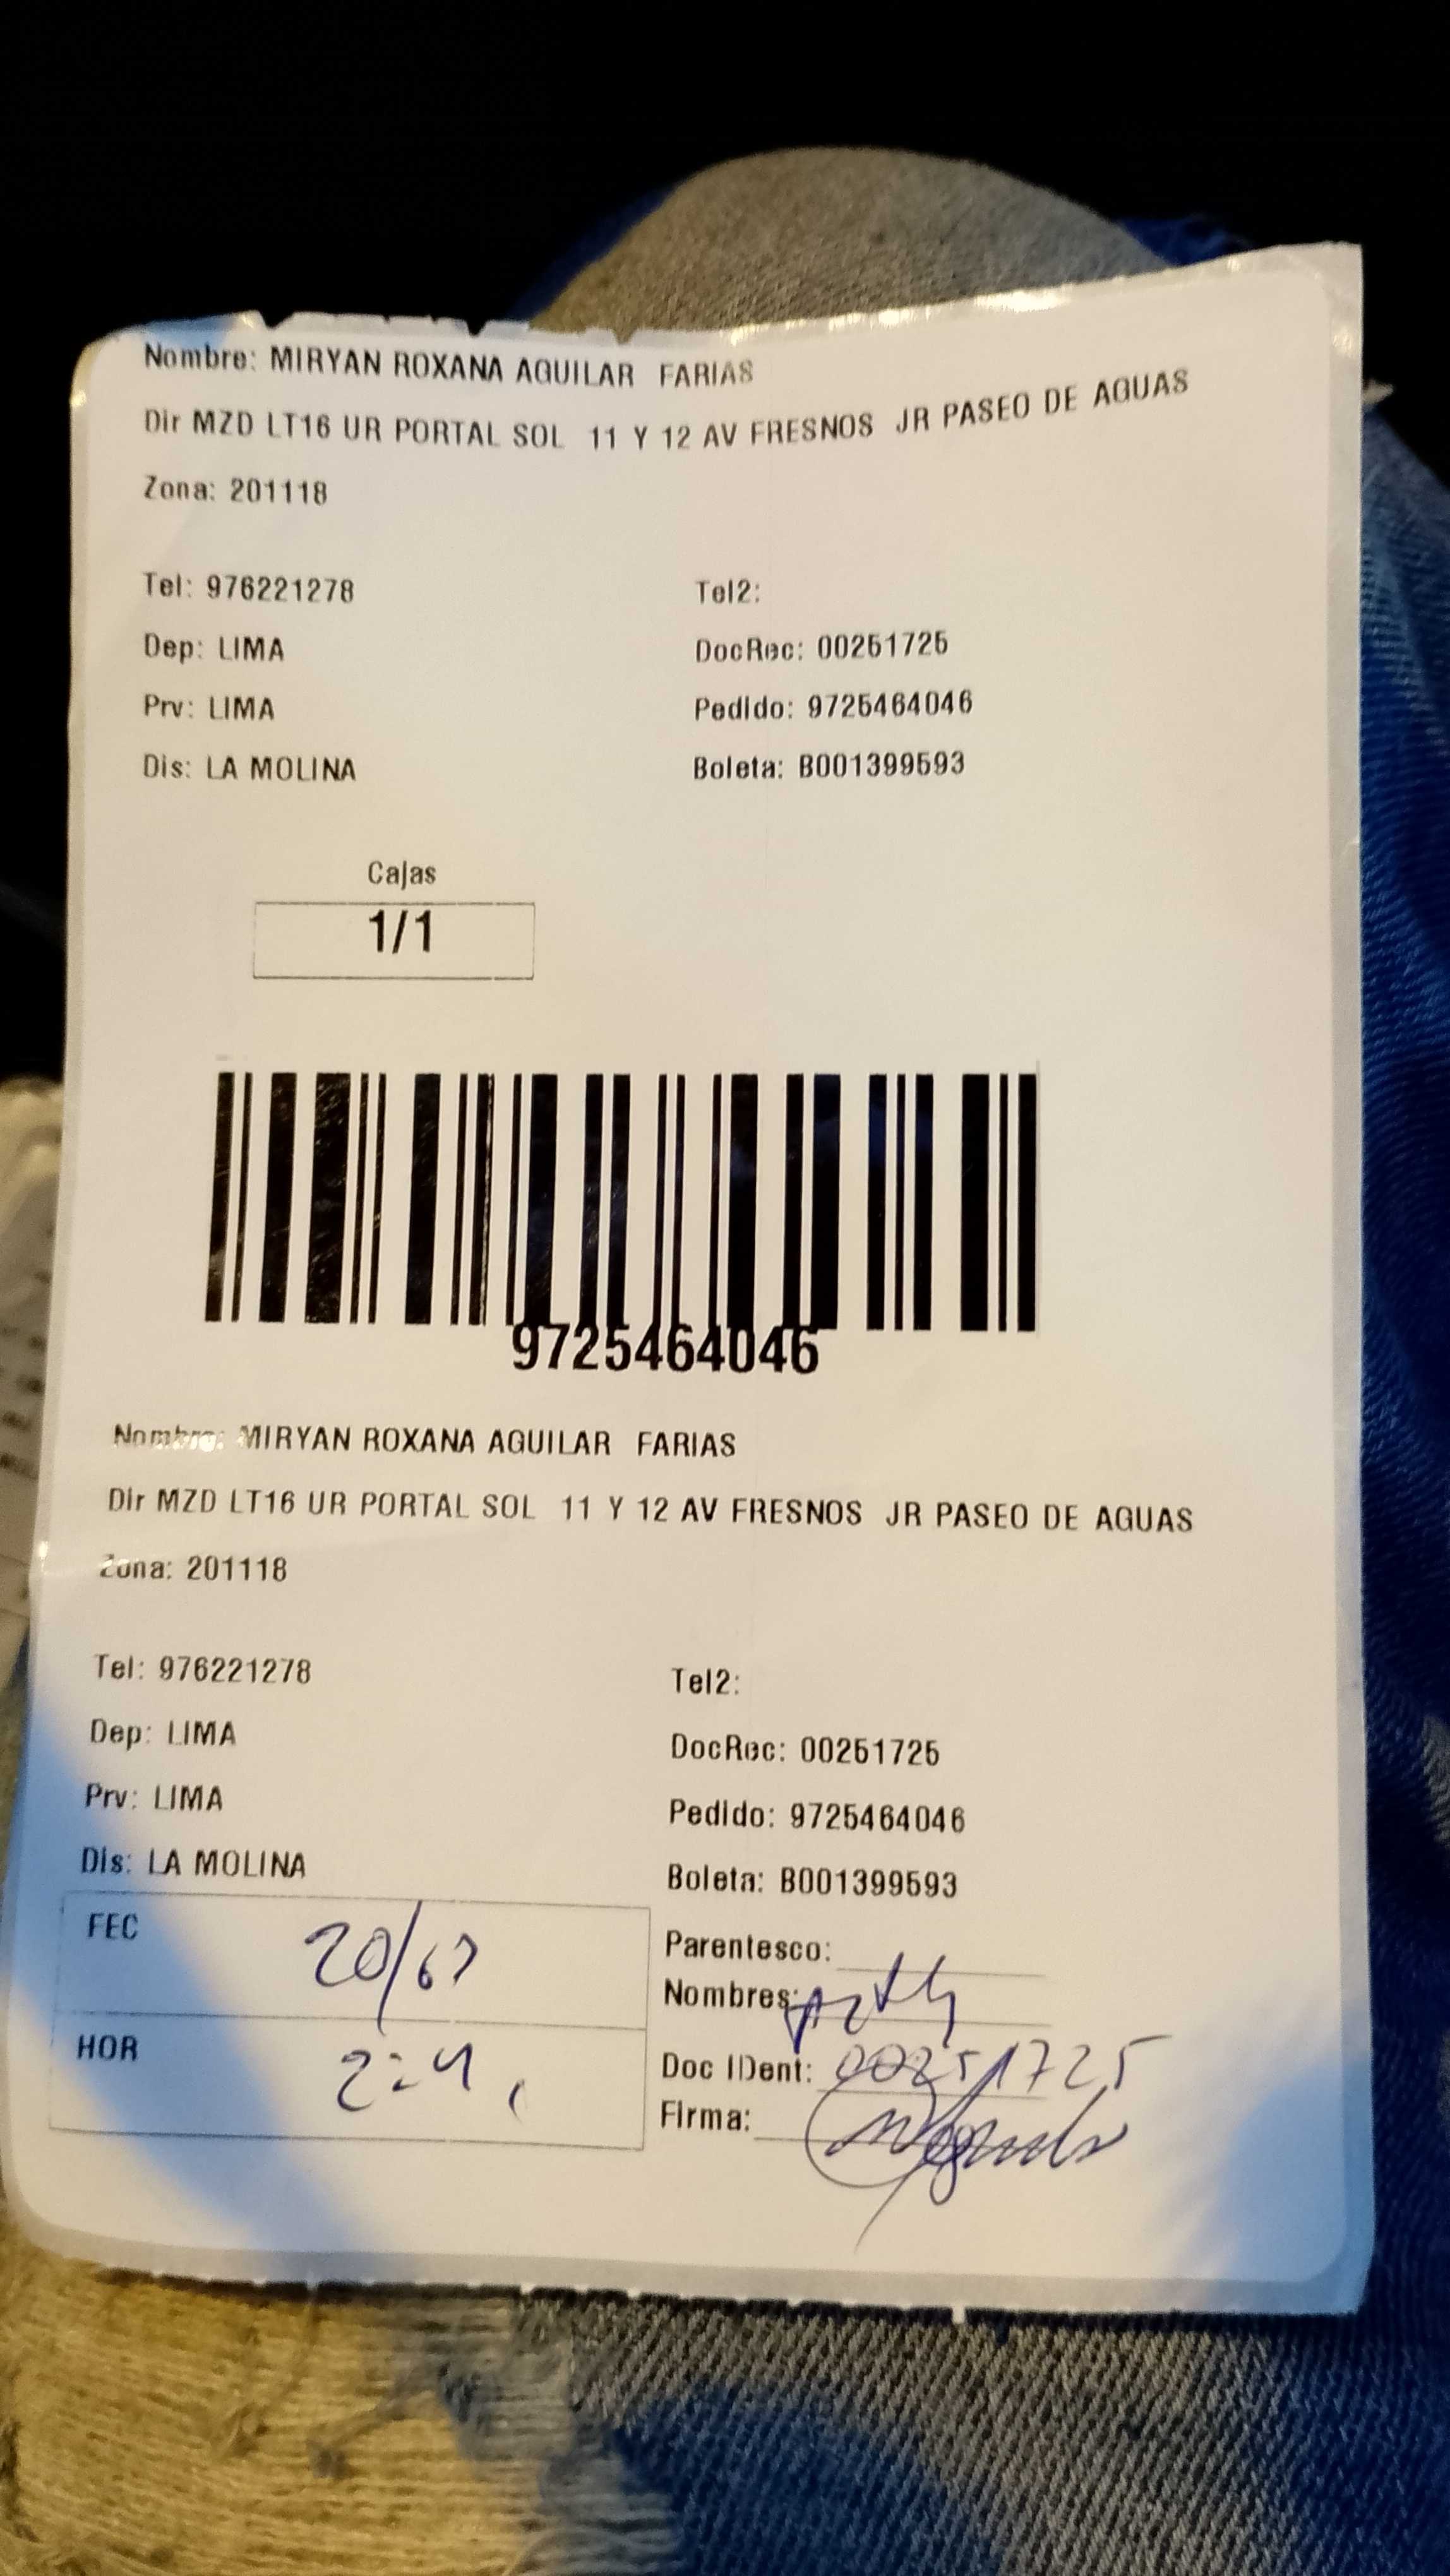 Nombre: MIRYAN ROXANA AGUILAR FARIAS
Dir MZD LT16 UR PORTAL SOL 11 Y 12 AV FRESNOS JR PASEO DE AGUAS
Zona: 201118
Tel: 976221278 Tel2:
Dep: LIMA DocRec: 00251725
Prv: LIMA Pedido: 9725464046
Dis: LA MOLINA Boleta: B001399593
Cajas
1/1
9725464046
Nombre: MIRYAN ROXANA AGUILAR FARIAS
Dir MZD LT16 UR PORTAL SOL 11 Y 12 AV FRESNOS JR PASEO DE AGUAS
Zona: 201118
Tel: 976221278 Tel2:
Dep: LIMA DocRec: 00251725
Prv: LIMA Pedido: 9725464046
Dis: LA MOLINA Boleta: B001399593
FEC 20/07 Parentesco:
Nombres:
HOR Doc IDent: 00251725
Firma: